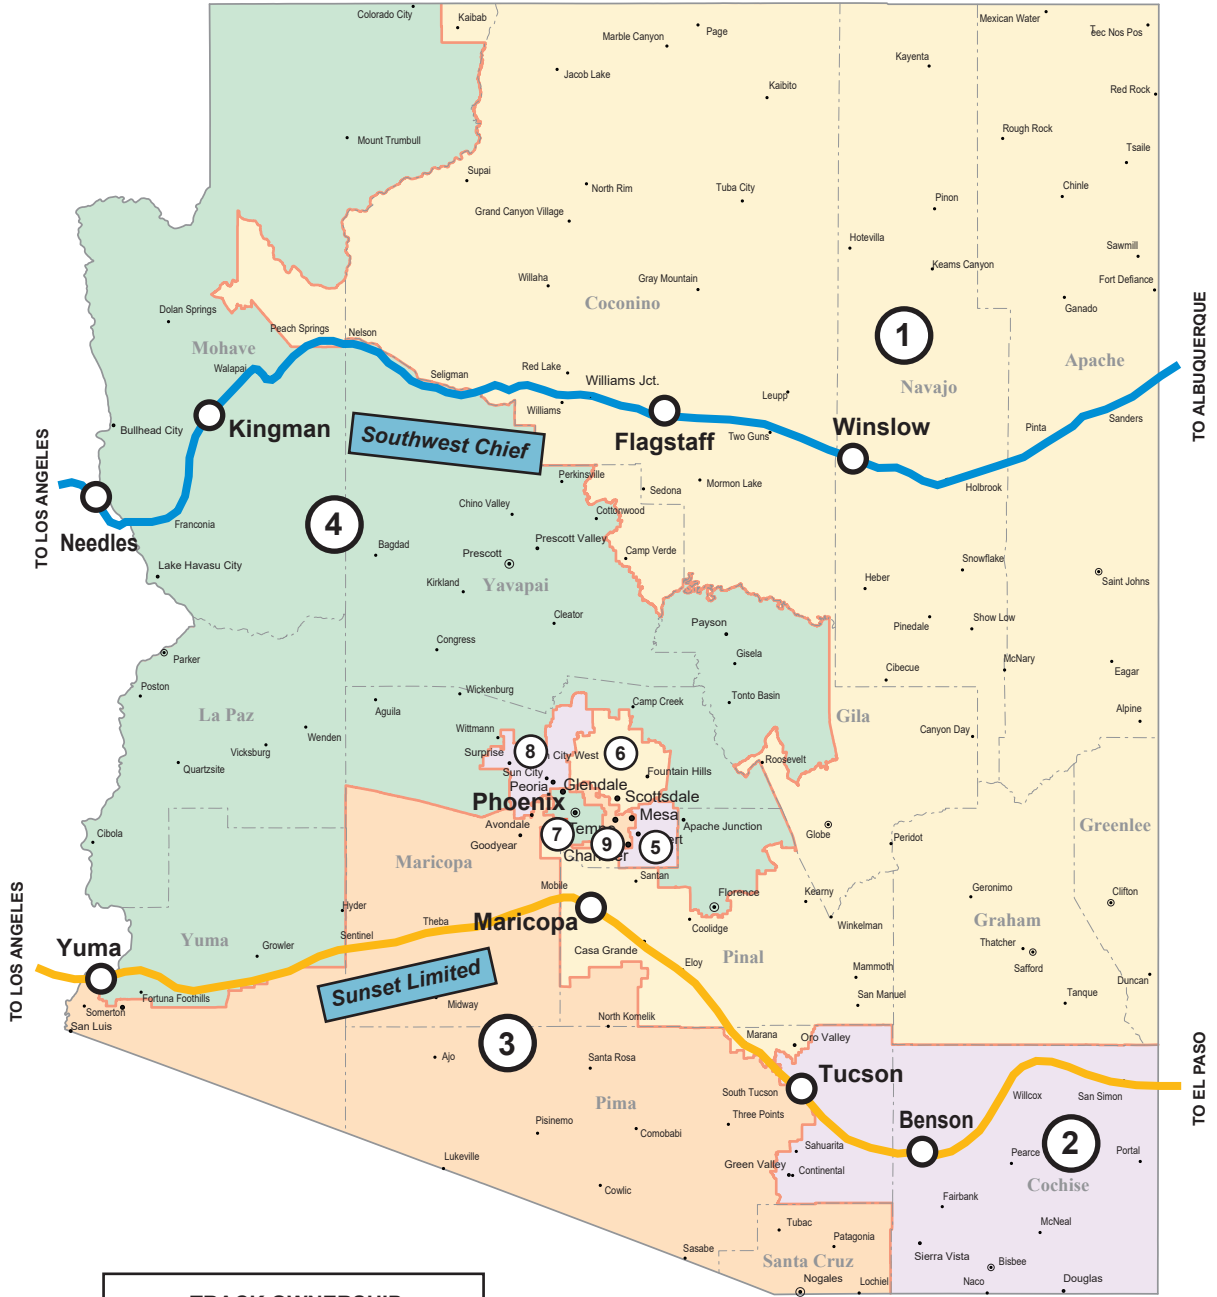 Colorado City
Kaibab
Mexican Water
Marble Canyon
Page
Teec Nos Pos
Kayenta
Jacob Lake
Kaibito
Red Rock
Mount Trumbull
Rough Rock
Tsaile
Supai
North Rim
Tuba City
Chinle
Pinon
Grand Canyon Village
Hotevilla
Sawmill
Keams Canyon
Willaha
Gray Mountain
Fort Defiance
Coconino
Dolan Springs
Ganado
Peach Springs
Nelson
1
TO ALBUQUERQUE
Mohave
Walapai
Red Lake
Apache
Seligman
Williams Jct.
Navajo
Leupp
Williams
Bullhead City
Kingman
Southwest Chief
Flagstaff
Two Guns
Winslow
Pinta
Sanders
TO LOS ANGELES
Perkinsville
Sedona
Mormon Lake
Holbrook
Needles
Franconia
4
Chino Valley
Cottonwood
Bagdad
Prescott
Prescott Valley
Camp Verde
Snowflake
Lake Havasu City
Kirkland
Yavapai
Heber
Saint Johns
Cleator
Payson
Pinedale
Show Low
Congress
Gisela
Parker
Cibecue
McNary
Eagar
Poston
Wickenburg
Tonto Basin
Aguila
Camp Creek
La Paz
Gila
Alpine
Wittmann
Wenden
Canyon Day
Vicksburg
Surprise
8
n City West
6
Quartzsite
Sun City
Fountain Hills
Roosevelt
Peoria
Glendale
Phoenix
Scottsdale
Mesa
Cibola
Avondale
Temp
Apache Junction
Globe
Peridot
Greenlee
Goodyear
7
9
5
ert
Maricopa
Chan
er
Santan
Mobile
Florence
Kearny
Geronimo
Clifton
Hyder
Theba
Maricopa
Coolidge
Winkelman
Graham
TO LOS ANGELES
Yuma
Yuma
Growler
Sentinel
Casa Grande
Pinal
Thatcher
Safford
Eloy
Mammoth
Sunset Limited
Duncan
Fortuna Foothills
Midway
San Manuel
Tanque
Somerton
San Luis
North Komelik
3
Marana
Oro Valley
Ajo
Santa Rosa
Tucson
TO EL PASO
South Tucson
Willcox
San Simon
Pima
Three Points
Benson
Pisinemo
Comobabi
2
Sahuarita
Pearce
Portal
Lukeville
Green Valley
Continental
Cochise
Cowlic
Fairbank
Tubac
McNeal
Patagonia
Sasabe
Sierra Vista
Santa Cruz
Bisbee
Nogales
Lochiel
Naco
Douglas